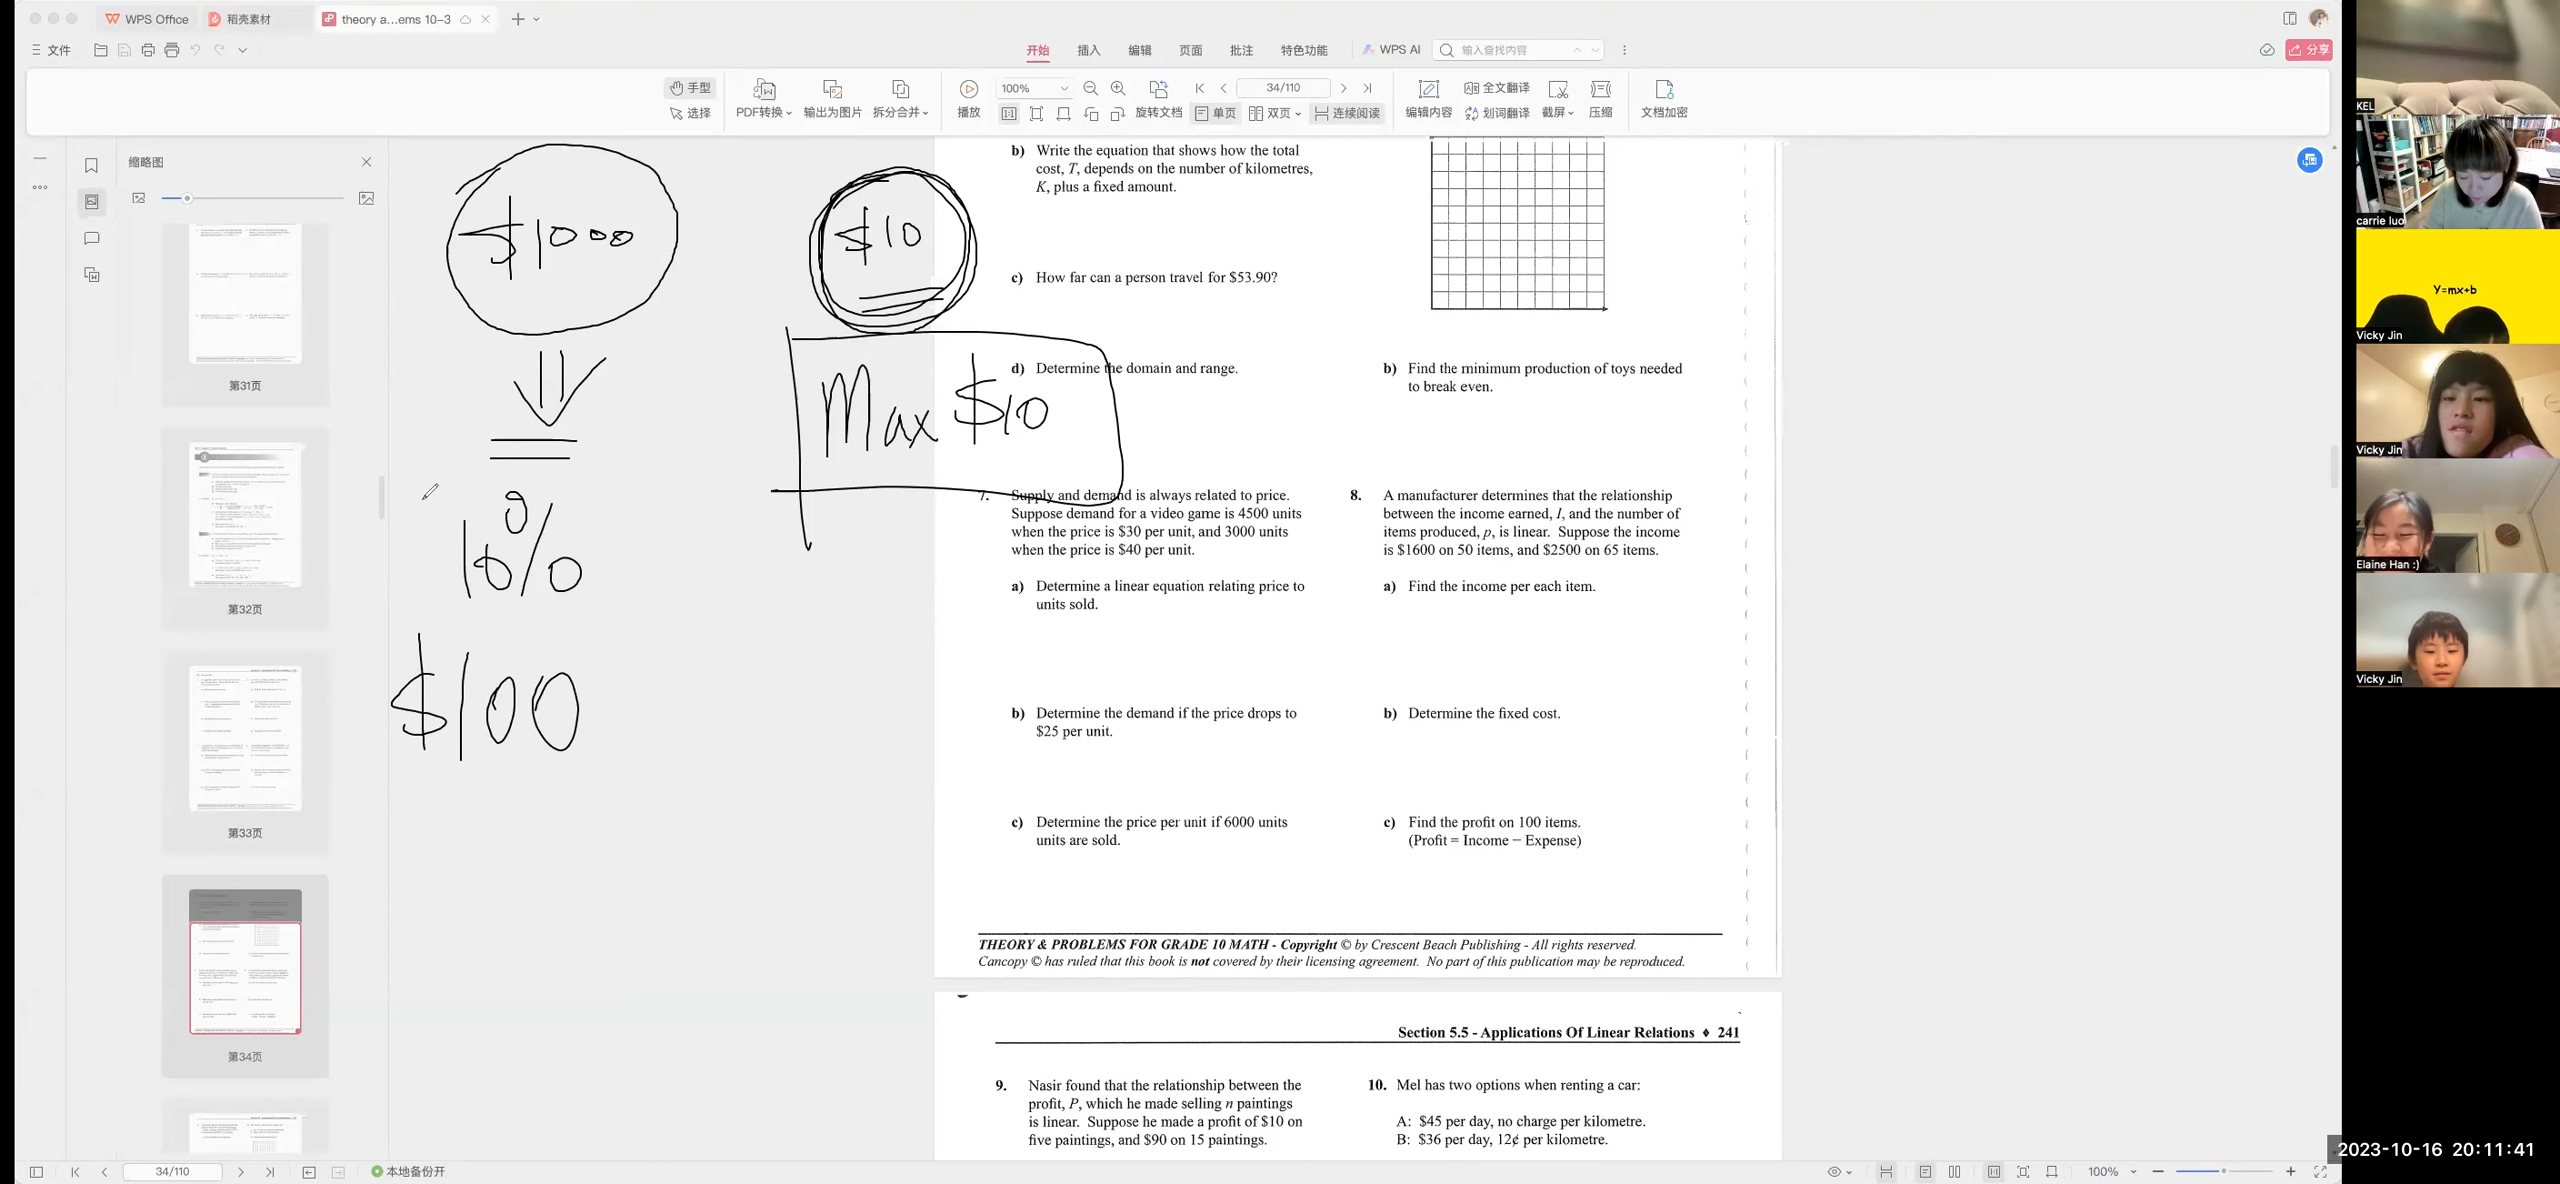 WPS Office
稻壳素材
theory a...ems 10-3
文件
开始
插入
编辑
页面
批注
特色功能
WPS AI
输入查找内容
分享
手型
选择
PDF转换
输出为图片
拆分合并
播放
100%
旋转文档
34/110
单页
双页
连续阅读
编辑内容
全文翻译
划词翻译
截屏
压缩
文档加密
缩略图
第31页
第32页
第33页
第34页
$1000
10%
$100
$10
Max $10
b) Write the equation that shows how the total
cost, T, depends on the number of kilometres,
K, plus a fixed amount.
c) How far can a person travel for $53.90?
d) Determine the domain and range.
b) Find the minimum production of toys needed
to break even.
7. Supply and demand is always related to price.
Suppose demand for a video game is 4500 units
when the price is $30 per unit, and 3000 units
when the price is $40 per unit.
a) Determine a linear equation relating price to
units sold.
b) Determine the demand if the price drops to
$25 per unit.
c) Determine the price per unit if 6000 units
units are sold.
8. A manufacturer determines that the relationship
between the income earned, I, and the number of
items produced, p, is linear. Suppose the income
is $1600 on 50 items, and $2500 on 65 items.
a) Find the income per each item.
b) Determine the fixed cost.
c) Find the profit on 100 items.
(Profit = Income − Expense)
THEORY & PROBLEMS FOR GRADE 10 MATH - Copyright © by Crescent Beach Publishing - All rights reserved.
Cancopy © has ruled that this book is not covered by their licensing agreement. No part of this publication may be reproduced.
Section 5.5 - Applications Of Linear Relations ♦ 241
9. Nasir found that the relationship between the
profit, P, which he made selling n paintings
is linear. Suppose he made a profit of $10 on
five paintings, and $90 on 15 paintings.
10. Mel has two options when renting a car:
A: $45 per day, no charge per kilometre.
B: $36 per day, 12¢ per kilometre.
34/110
本地备份开
100%
KEL
carrie luo
Y=mx+b
Vicky Jin
Vicky Jin
Elaine Han :)
Vicky Jin
2023-10-16 20:11:41